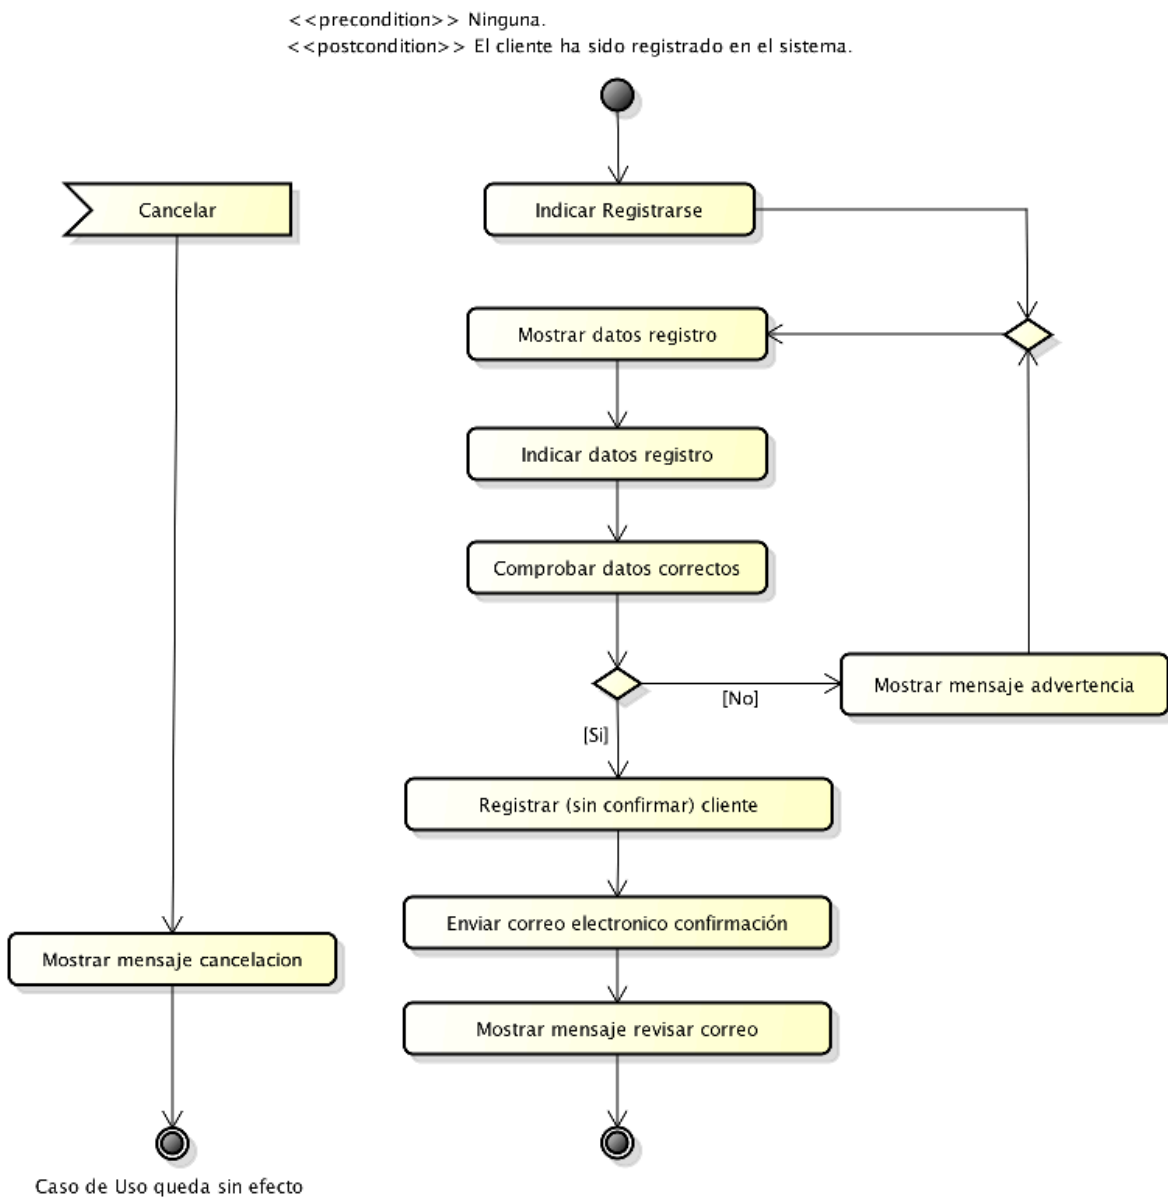 <<precondition>> Ninguna.
<<postcondition>> El cliente ha sido registrado en el sistema.
Cancelar
Indicar Registrarse
Mostrar datos registro
Indicar datos registro
Comprobar datos correctos
[No]
Mostrar mensaje advertencia
[Si]
Registrar (sin confirmar) cliente
Enviar correo electronico confirmación
Mostrar mensaje cancelacion
Mostrar mensaje revisar correo
Caso de Uso queda sin efecto